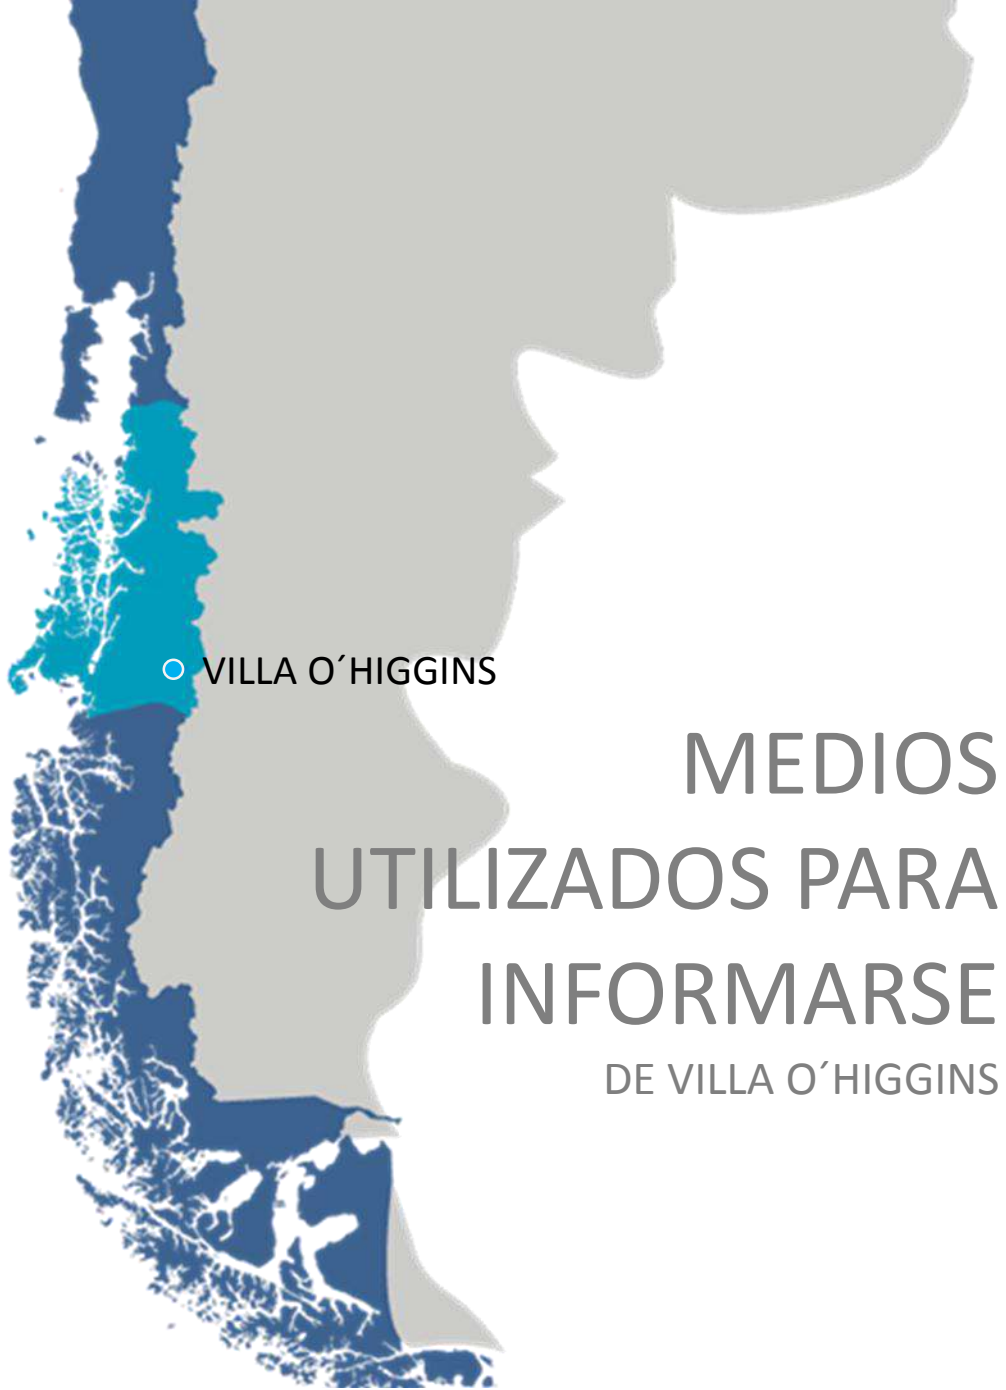 VILLA O´HIGGINS
MEDIOS
UTILIZADOS PARA
INFORMARSE
DE VILLA O´HIGGINS